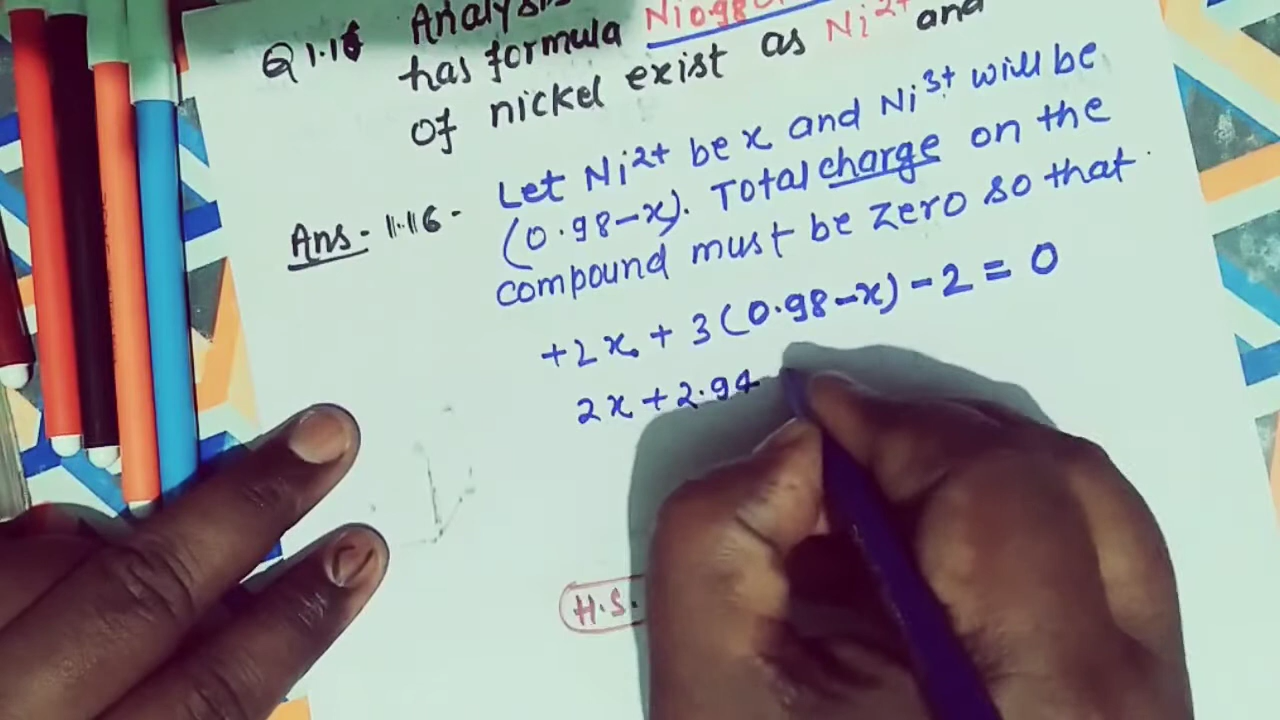 Q 1.16 Analysis
has formula Ni0.98O1
of nickel exist as Ni²⁺ and
Ans- 1.16- Let Ni²⁺ be x and Ni³⁺ will be
(0.98-x). Total charge on the
compound must be zero so that
+2x + 3(0.98-x) - 2 = 0
2x + 2.94
H.S.